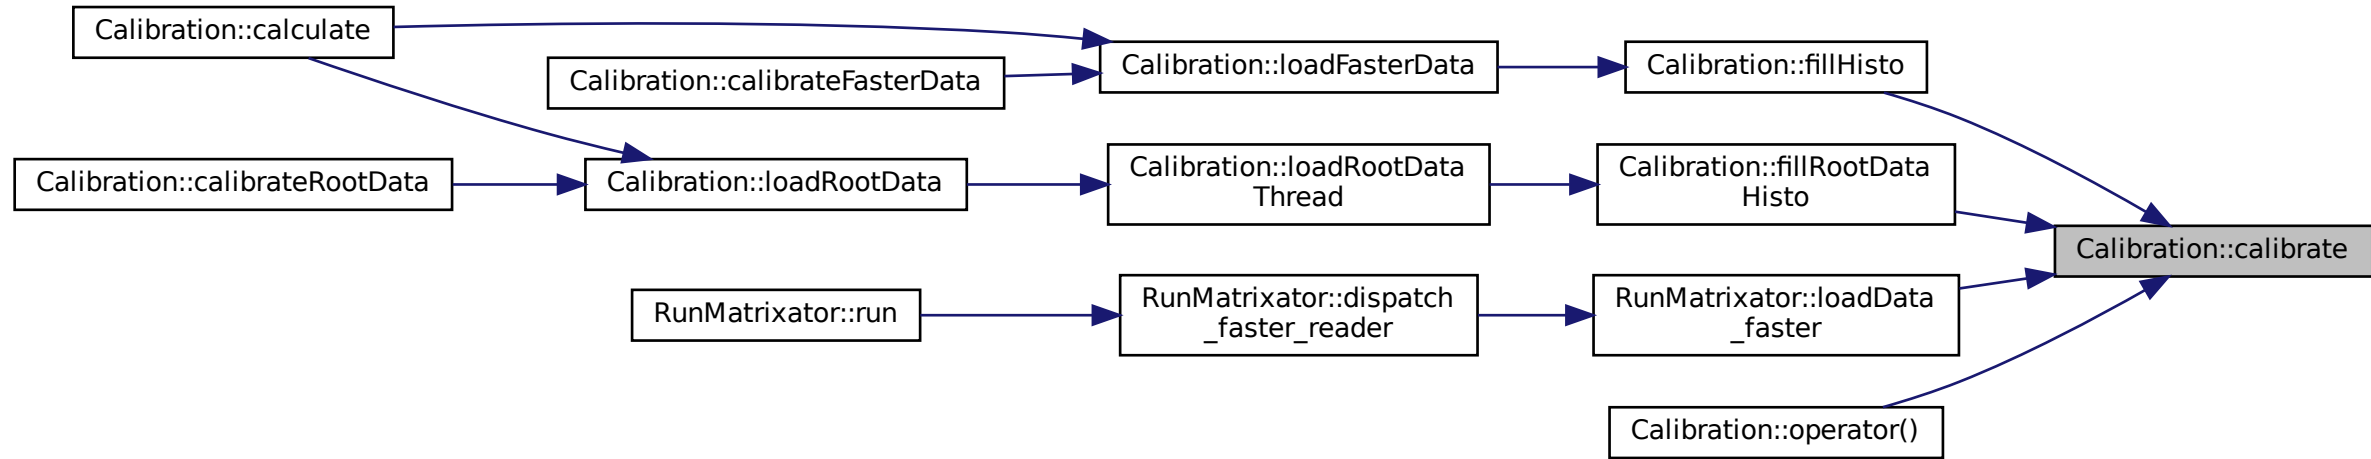 Calibration::calculate
Calibration::loadFasterData
Calibration::fillHisto
Calibration::calibrateFasterData
Calibration::calibrateRootData
Calibration::loadRootData
Calibration::loadRootData
Thread
Calibration::fillRootData
Histo
Calibration::calibrate
RunMatrixator::run
RunMatrixator::dispatch
_faster_reader
RunMatrixator::loadData
_faster
Calibration::operator()